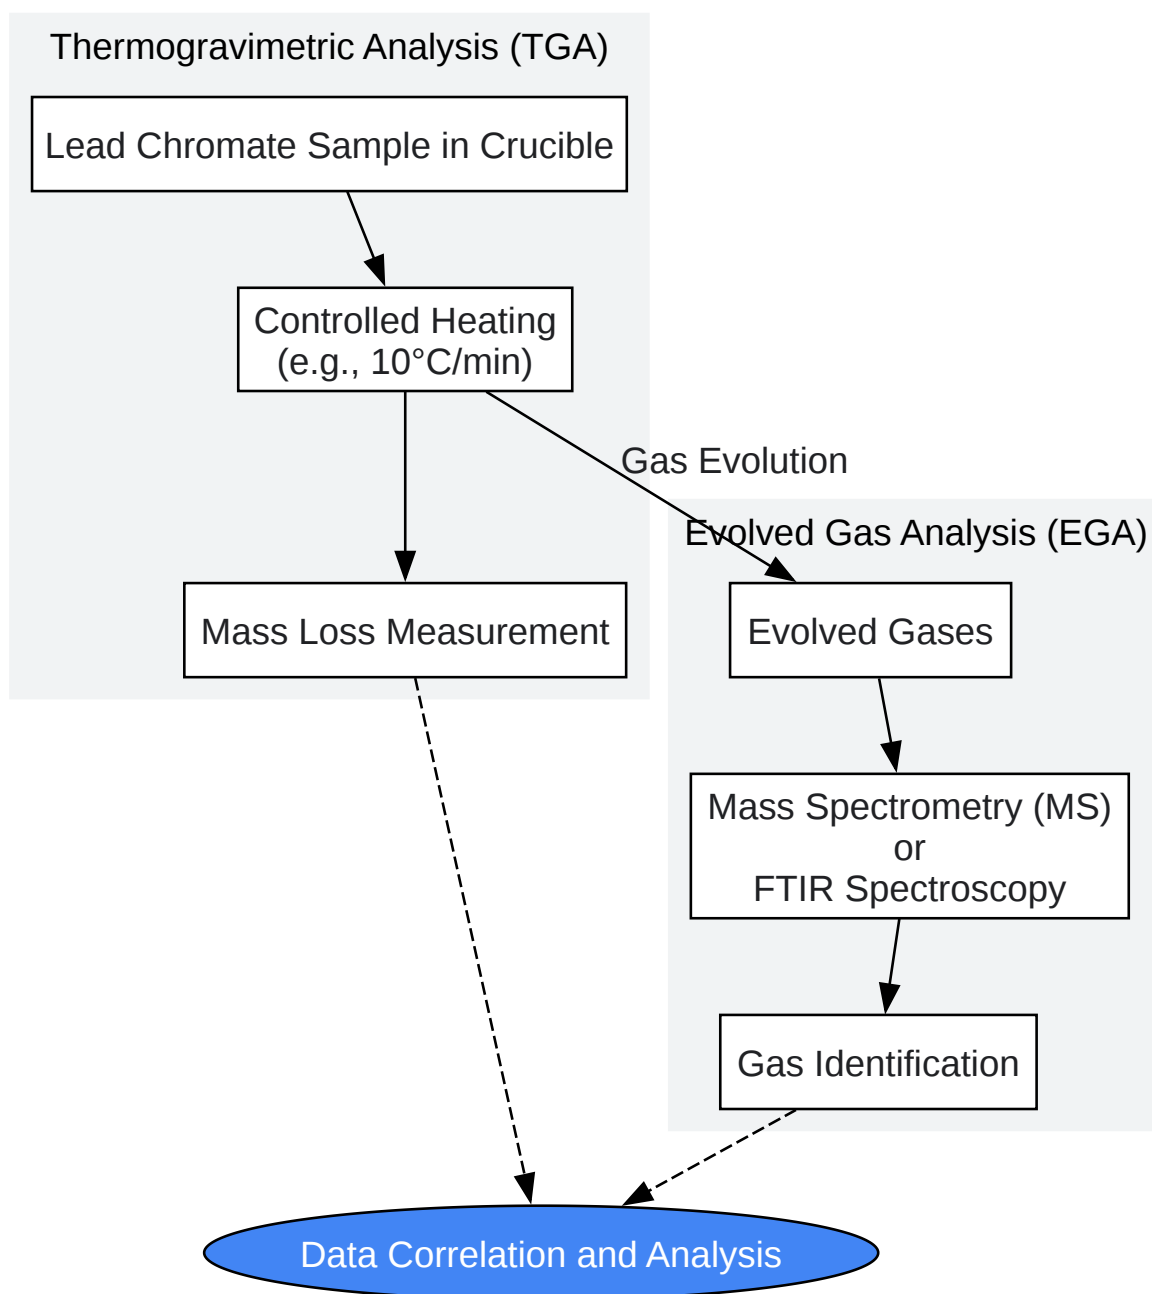 Thermogravimetric Analysis (TGA)
Lead Chromate Sample in Crucible
Controlled Heating
(e.g., 10°C/min)
Gas Evolution
Evolved Gas Analysis (EGA)
Mass Loss Measurement
Evolved Gases
Mass Spectrometry (MS)
or
FTIR Spectroscopy
Gas Identification
Data Correlation and Analysis